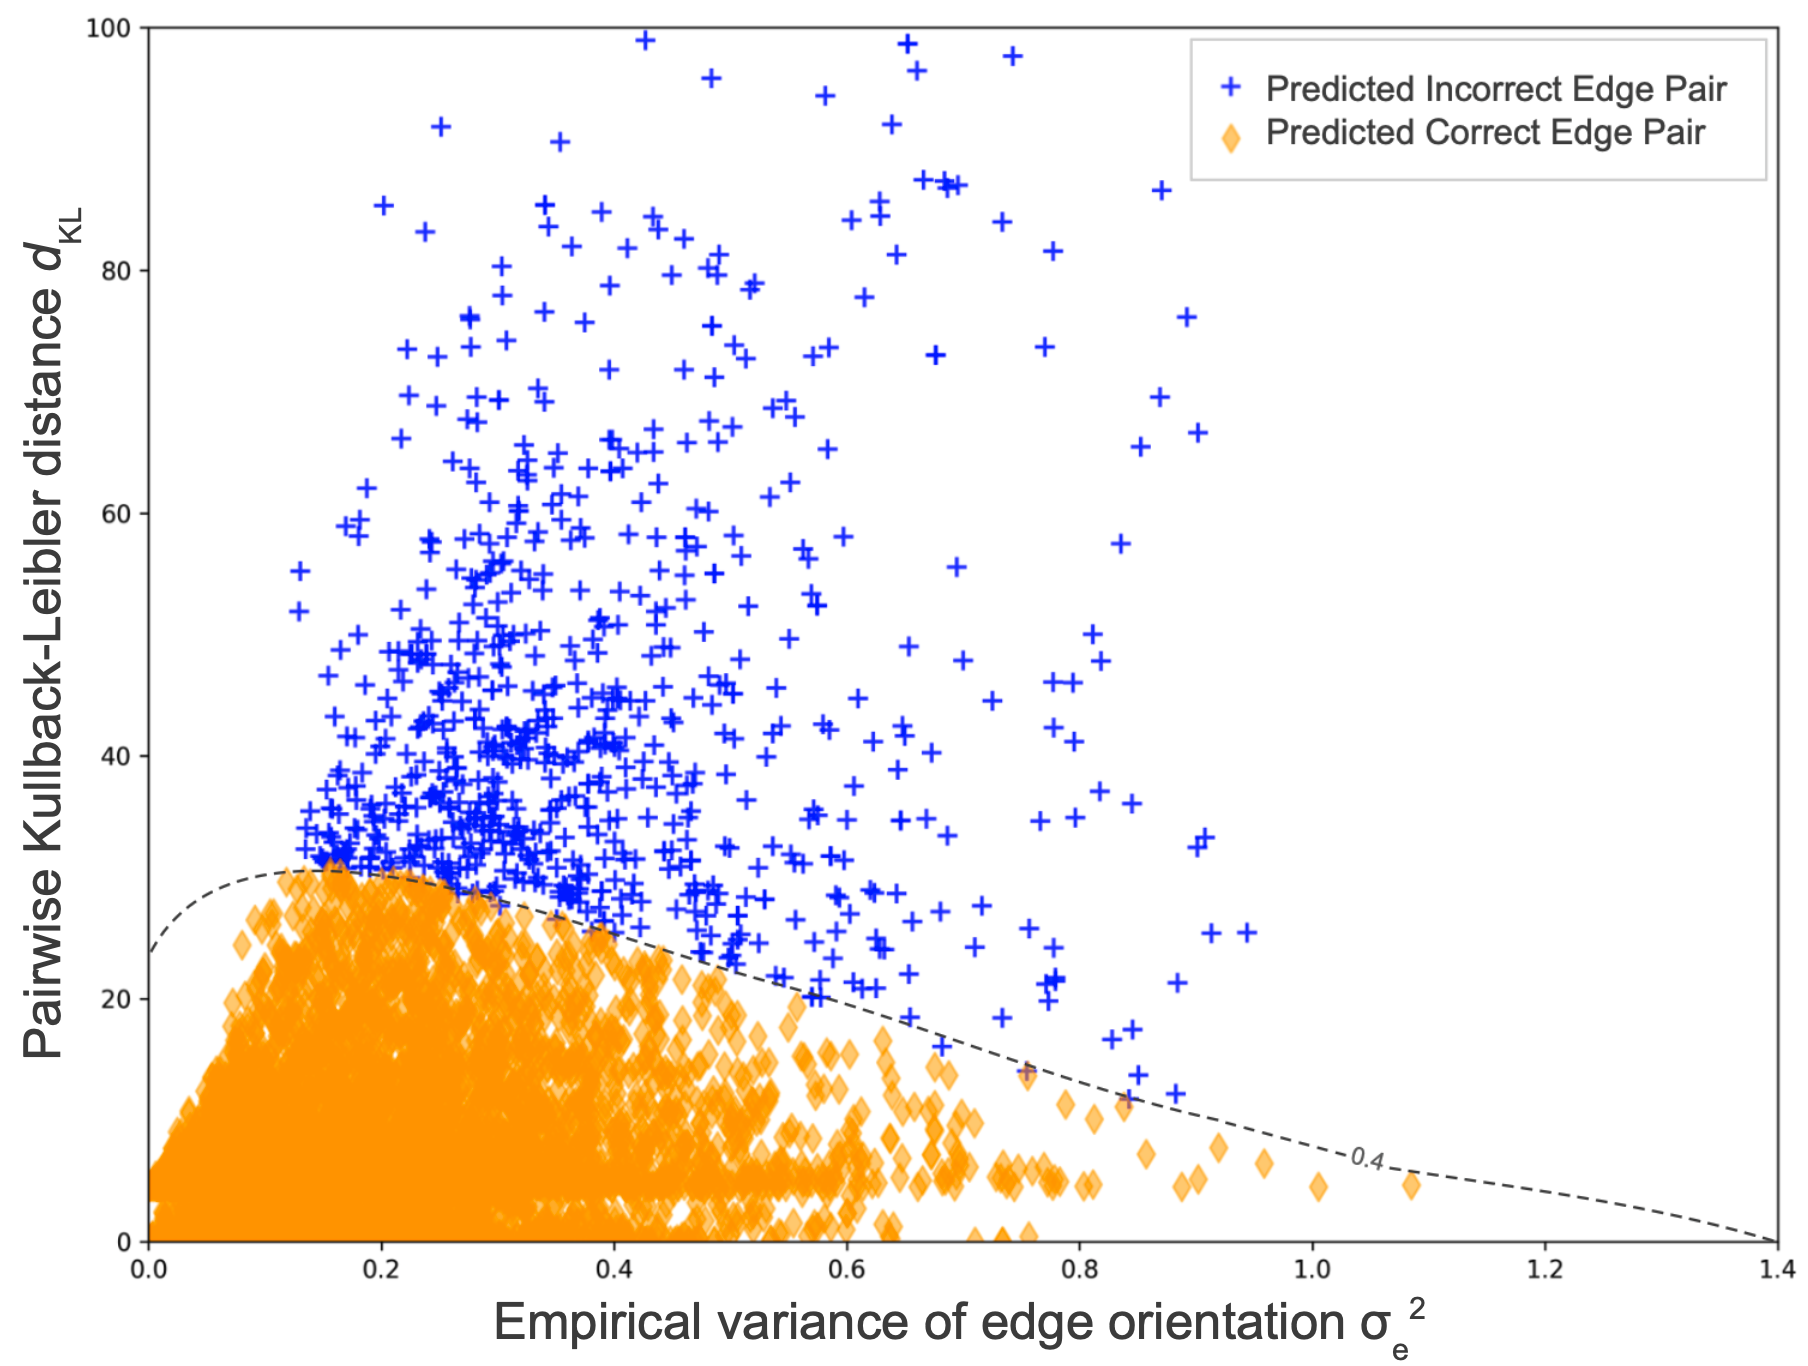 Pairwise Kullback-Leibler distance d_KL
100
80
60
40
20
0
Predicted Incorrect Edge Pair
Predicted Correct Edge Pair
0.4
0.0 0.2 0.4 0.6 0.8 1.0 1.2 1.4
Empirical variance of edge orientation σ_e²